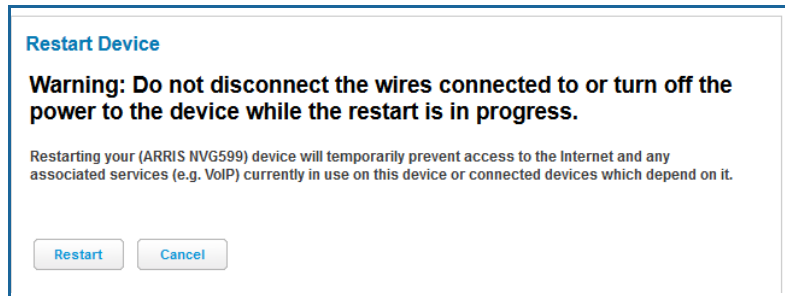 Restart Device
Warning: Do not disconnect the wires connected to or turn off the
power to the device while the restart is in progress.
Restarting your (ARRIS NVG599) device will temporarily prevent access to the Internet and any
associated services (e.g. VoIP) currently in use on this device or connected devices which depend on it.
Restart Cancel